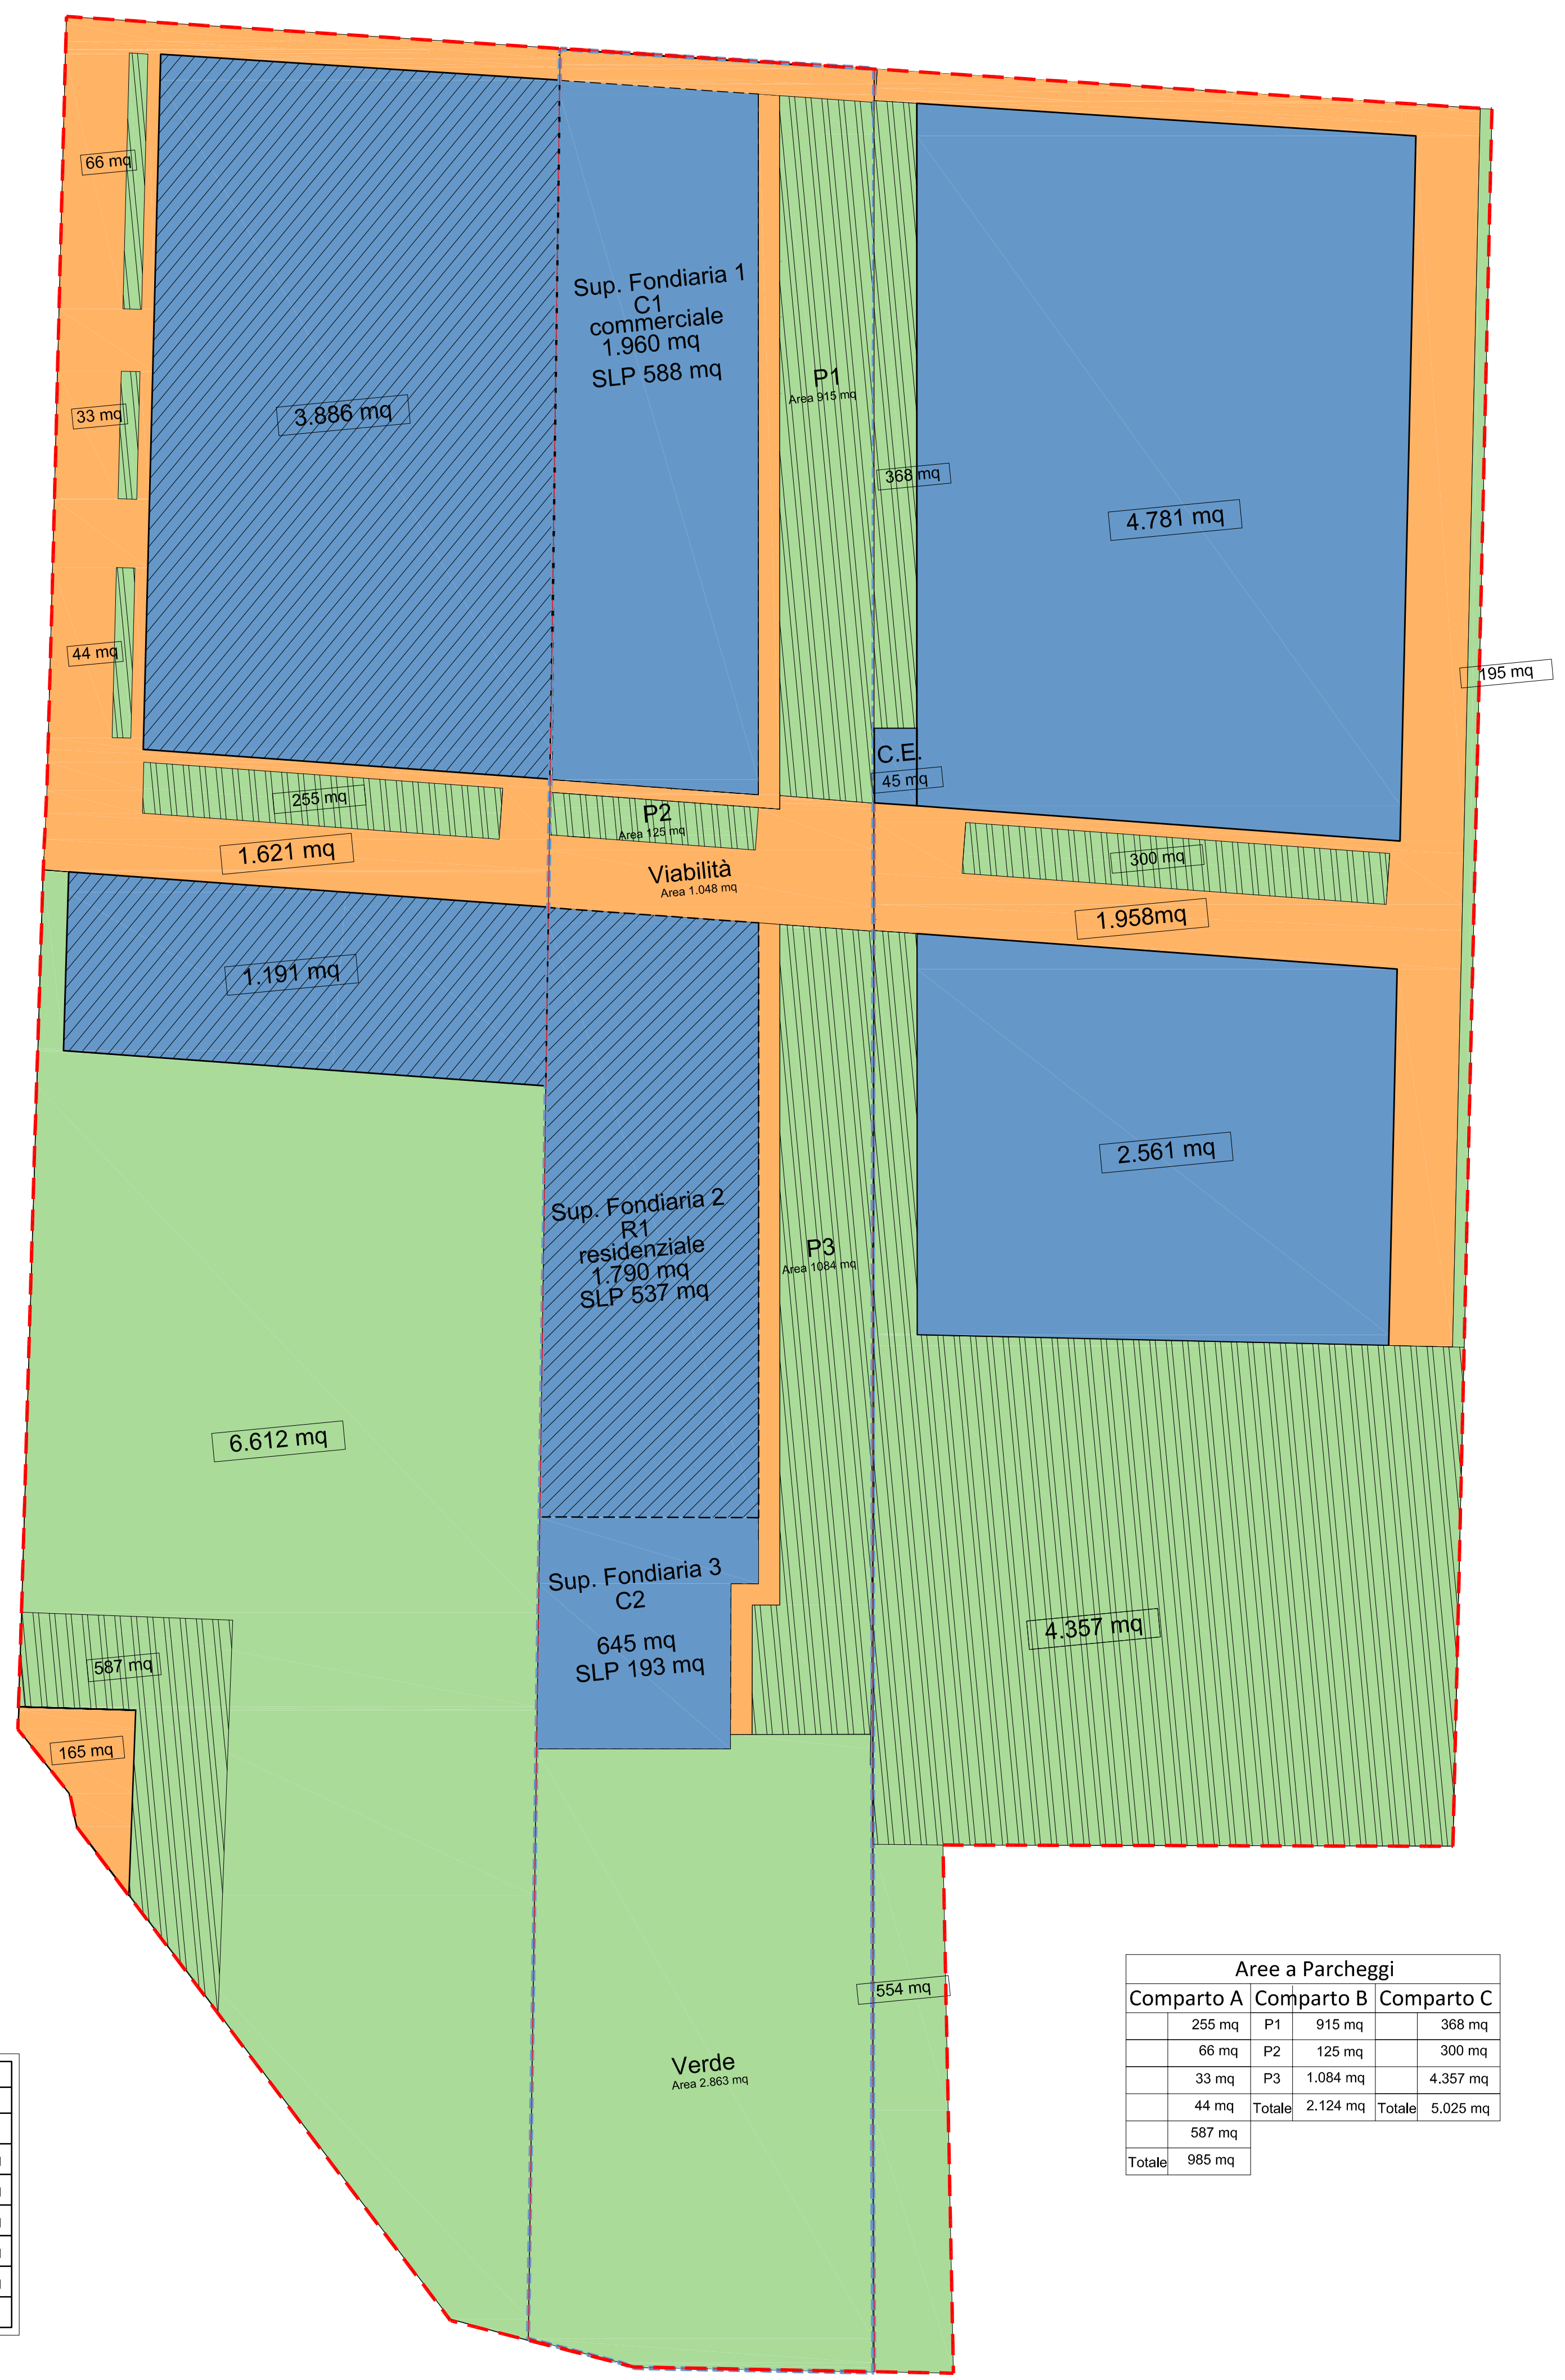 66 mq
Sup. Fondiaria 1
C1
commerciale
1.960 mq
SLP 588 mq
33 mq
3.886 mq
P1
Area 915 mq
368 mq
4.781 mq
44 mq
195 mq
C.E.
45 mq
255 mq
P2
Area 125 mq
1.621 mq
Viabilità
Area 1.048 mq
300 mq
1.958mq
1.191 mq
2.561 mq
Sup. Fondiaria 2
R1
residenziale
1.790 mq
SLP 537 mq
P3
Area 1084 mq
6.612 mq
Sup. Fondiaria 3
C2
645 mq
SLP 193 mq
4.357 mq
587 mq
165 mq
554 mq
Verde
Area 2.863 mq
Aree a Parcheggi
Comparto A Comparto B Comparto C
255 mq P1 915 mq 368 mq
66 mq P2 125 mq 300 mq
33 mq P3 1.084 mq 4.357 mq
44 mq Totale 2.124 mq Totale 5.025 mq
587 mq
Totale 985 mq